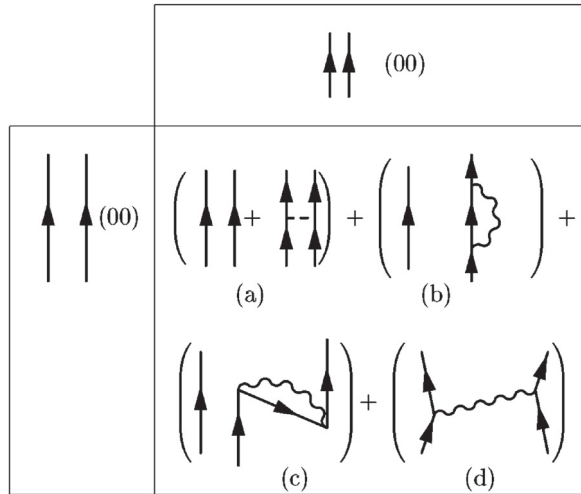 (00)
(00)
( + ) + ( ) +
(a) (b)
( ) + ( )
(c) (d)